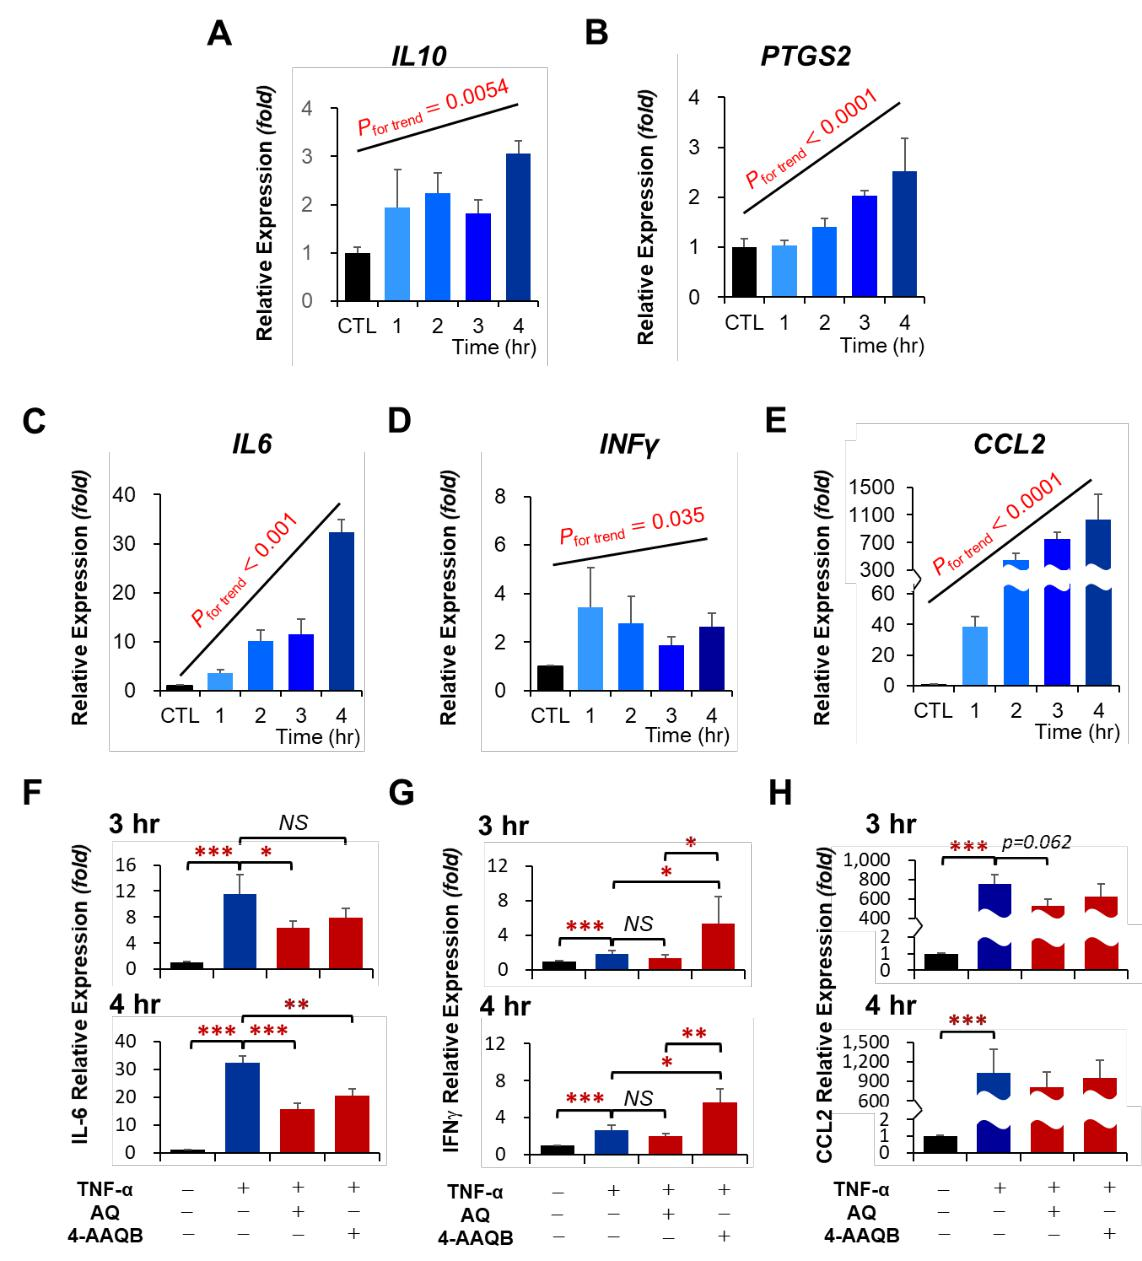 A
IL10
Relative Expression (fold)
P for trend = 0.0054
4
3
2
1
0
CTL 1 2 3 4
Time (hr)
B
PTGS2
Relative Expression (fold)
P for trend < 0.0001
4
3
2
1
0
CTL 1 2 3 4
Time (hr)
C
IL6
Relative Expression (fold)
P for trend < 0.001
40
30
20
10
0
CTL 1 2 3 4
Time (hr)
D
INFγ
Relative Expression (fold)
P for trend = 0.035
8
6
4
2
0
CTL 1 2 3 4
Time (hr)
E
CCL2
Relative Expression (fold)
P for trend < 0.0001
1500
1100
700
300
60
40
20
0
CTL 1 2 3 4
Time (hr)
F
IL-6 Relative Expression (fold)
3 hr
NS
*** *
16
12
8
4
0
4 hr
**
*** ***
40
30
20
10
0
TNF-α – + + +
AQ – – + –
4-AAQB – – – +
G
IFNγ Relative Expression (fold)
3 hr
*
*
*** NS
12
8
4
0
4 hr
**
*
*** NS
12
8
4
0
TNF-α – + + +
AQ – – + –
4-AAQB – – – +
H
CCL2 Relative Expression (fold)
3 hr
*** p=0.062
1,000
800
600
400
2
1
0
4 hr
***
1,500
1,200
900
600
2
1
0
TNF-α – + + +
AQ – – + –
4-AAQB – – – +